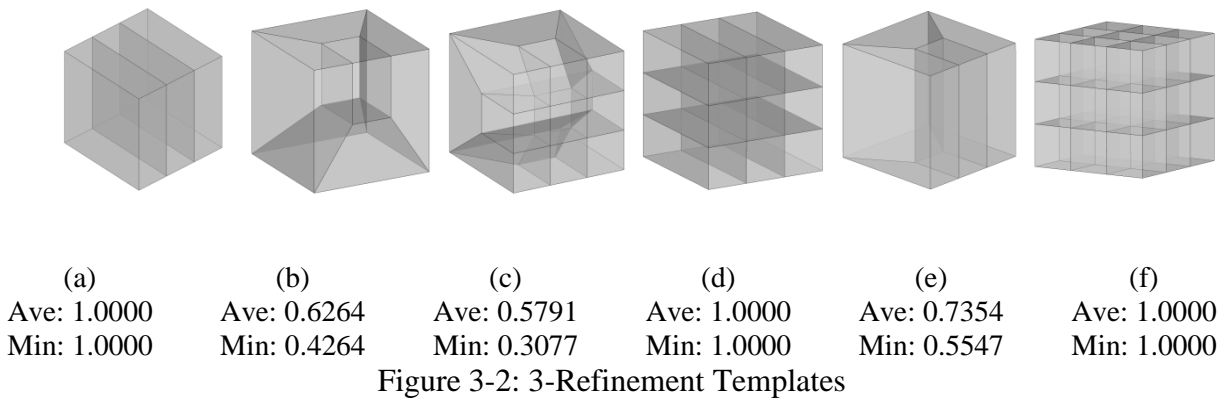 (a) (b) (c) (d) (e) (f)
Ave: 1.0000 Ave: 0.6264 Ave: 0.5791 Ave: 1.0000 Ave: 0.7354 Ave: 1.0000
Min: 1.0000 Min: 0.4264 Min: 0.3077 Min: 1.0000 Min: 0.5547 Min: 1.0000
Figure 3-2: 3-Refinement Templates